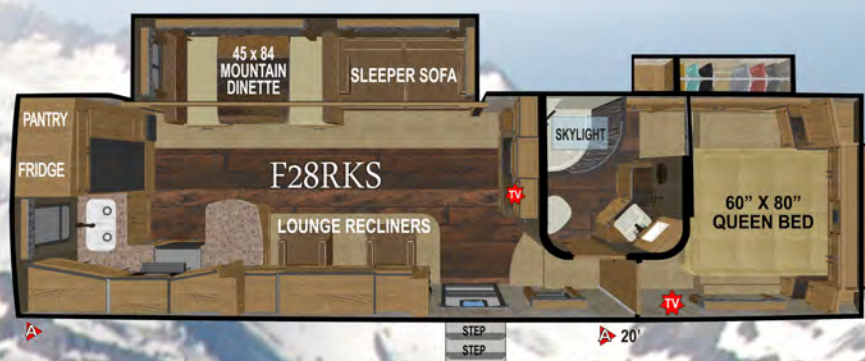 45 x 84
MOUNTAIN
DINETTE
SLEEPER SOFA
PANTRY
SKYLIGHT
FRIDGE
F28RKS
TV
60" X 80"
QUEEN BED
LOUNGE RECLINERS
TV
A
STEP
A 20'
STEP